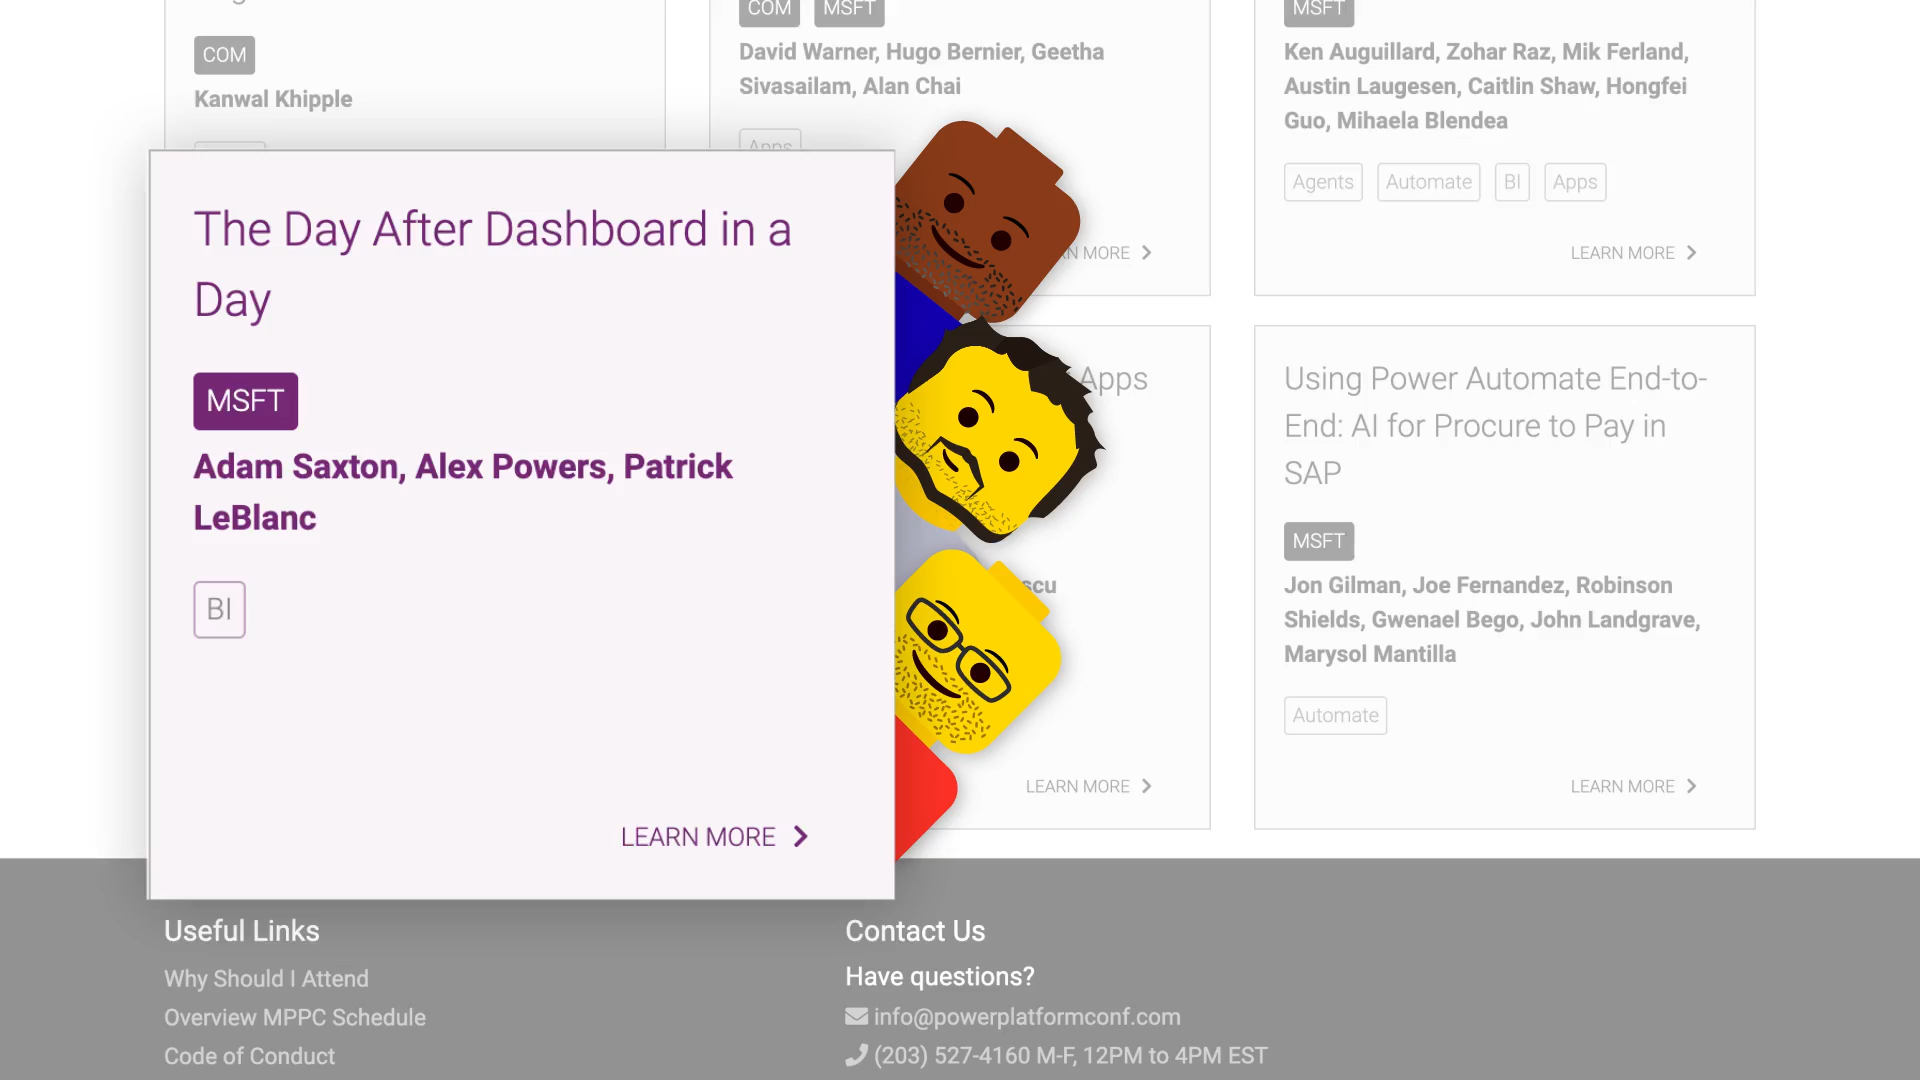 COM
Kanwal Khipple
COM MSFT
David Warner, Hugo Bernier, Geetha
Sivasailam, Alan Chai
Apps
MSFT
Ken Auguillard, Zohar Raz, Mik Ferland,
Austin Laugesen, Caitlin Shaw, Hongfei
Guo, Mihaela Blendea
Agents Automate BI Apps
LEARN MORE
The Day After Dashboard in a
Day
MSFT
Adam Saxton, Alex Powers, Patrick
LeBlanc
BI
LEARN MORE
MORE
Apps
LEARN MORE
Using Power Automate End-to-
End: AI for Procure to Pay in
SAP
MSFT
Jon Gilman, Joe Fernandez, Robinson
Shields, Gwenael Bego, John Landgrave,
Marysol Mantilla
Automate
LEARN MORE
Useful Links
Why Should I Attend
Overview MPPC Schedule
Code of Conduct
Contact Us
Have questions?
info@powerplatformconf.com
(203) 527-4160 M-F, 12PM to 4PM EST